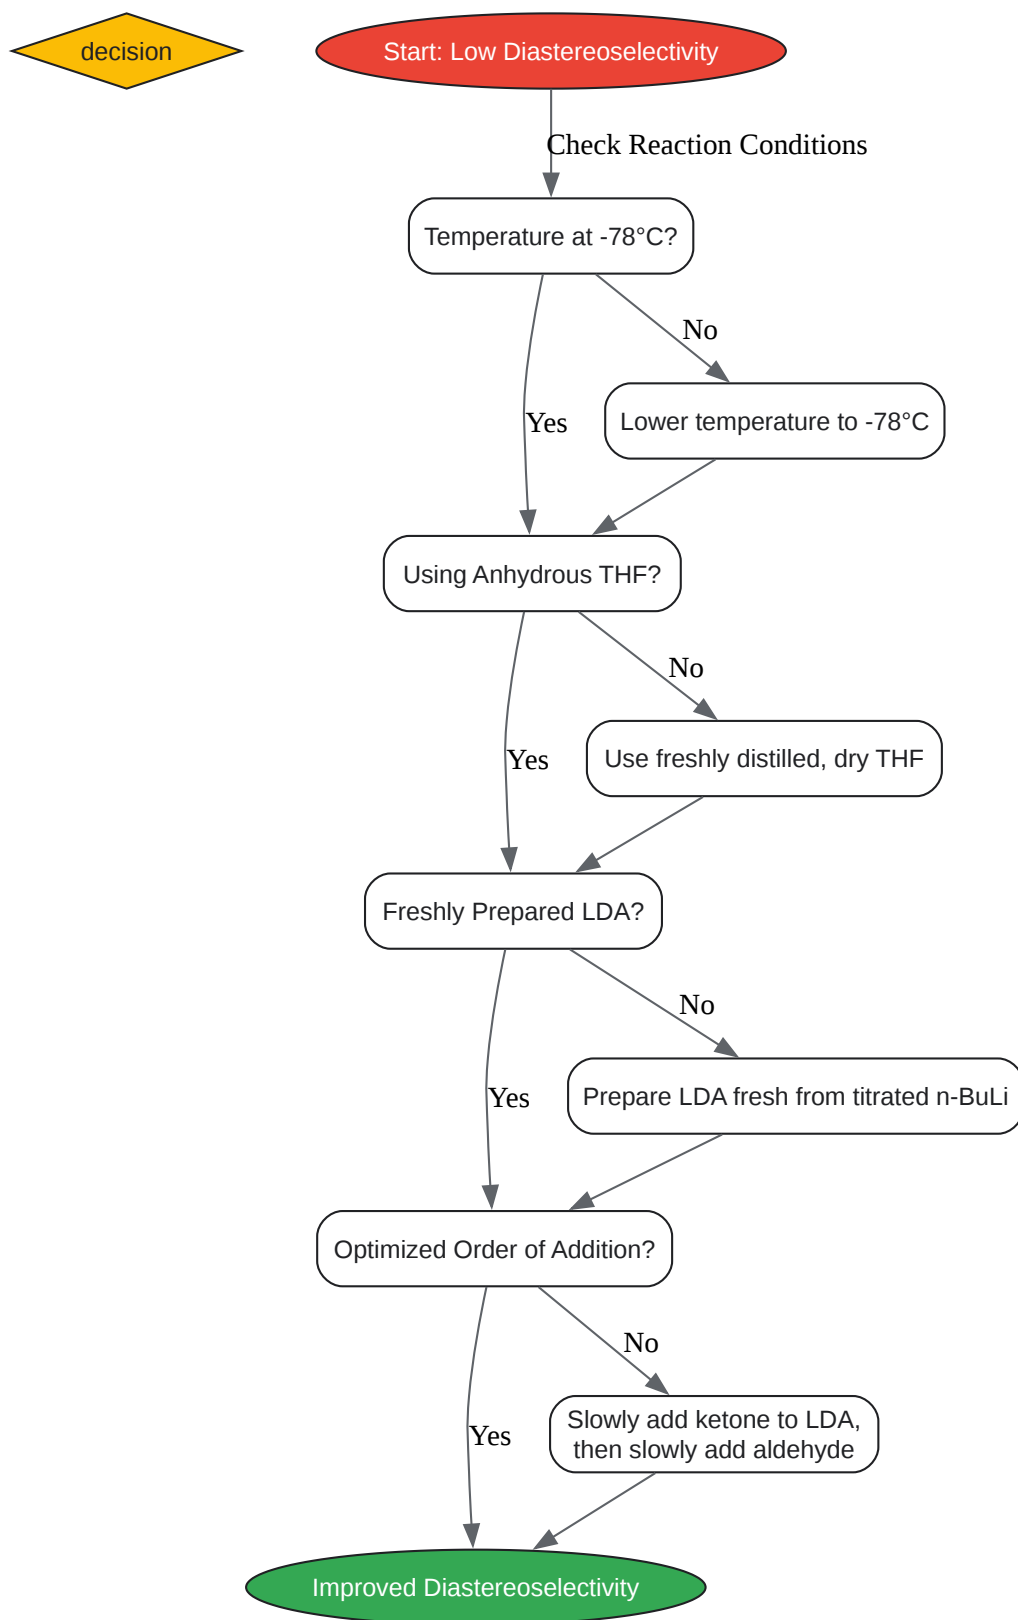 decision
Start: Low Diastereoselectivity
Check Reaction Conditions
Temperature at -78°C?
No
Yes
Lower temperature to -78°C
Using Anhydrous THF?
No
Yes
Use freshly distilled, dry THF
Freshly Prepared LDA?
No
Yes
Prepare LDA fresh from titrated n-BuLi
Optimized Order of Addition?
No
Yes
Slowly add ketone to LDA,
then slowly add aldehyde
Improved Diastereoselectivity